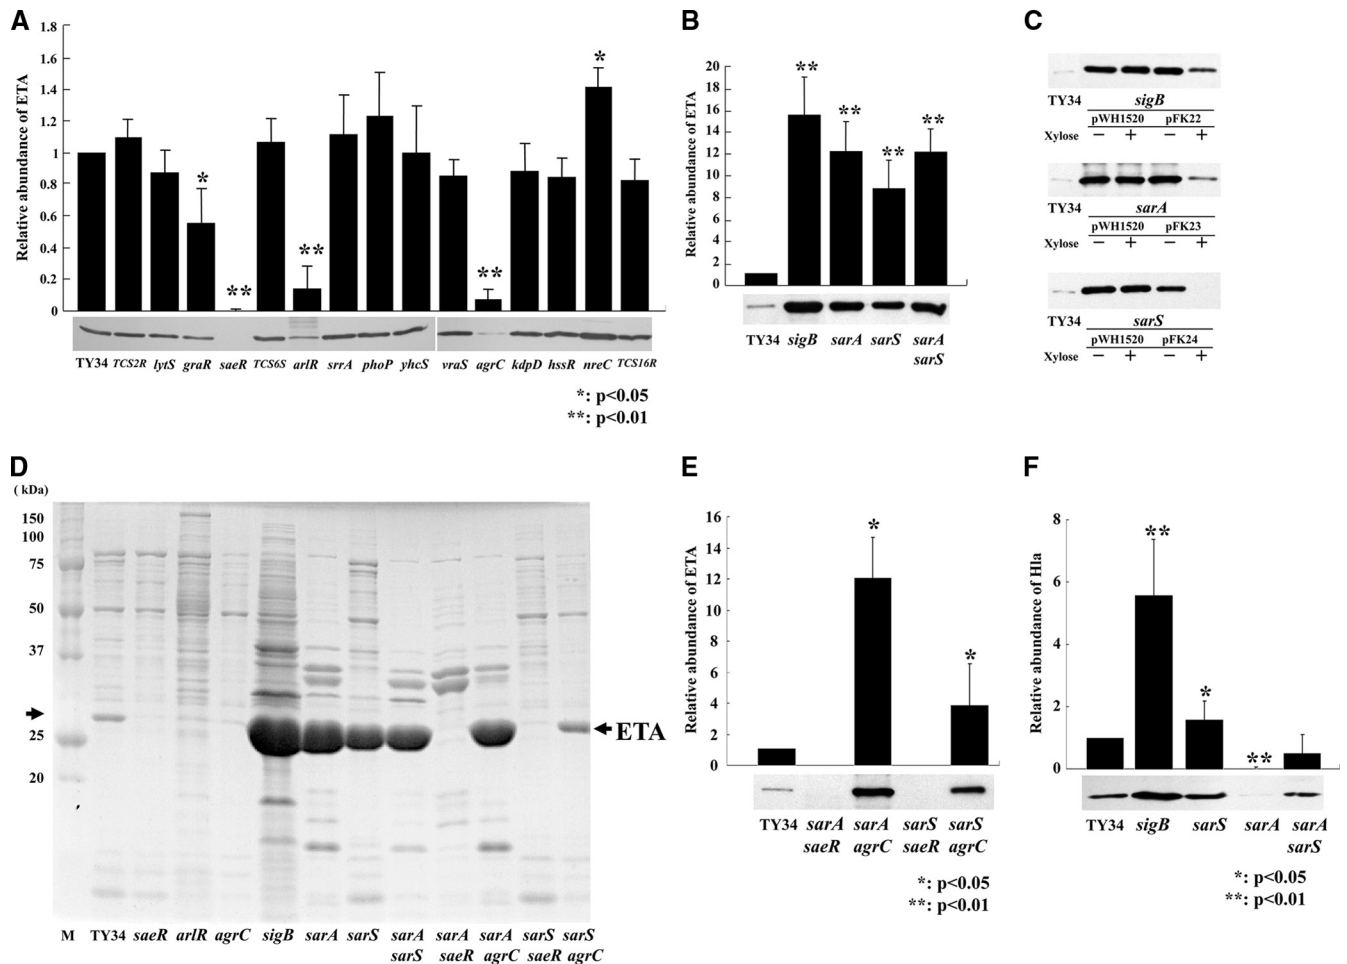 A
Relative abundance of ETA
1.8
1.6
1.4
1.2
1
0.8
0.6
0.4
0.2
0
*
**
**
**
*
TY34 TCS2R lytS graR saeR TCS6S arlR srrA phoP yhcS vraS agrC kdpD hssR nreC TCS16R
*: p<0.05
**: p<0.01
B
Relative abundance of ETA
20
18
16
14
12
10
8
6
4
2
0
**
**
**
**
TY34 sigB sarA sarS sarA
sarS
C
TY34 sigB
pWH1520 pFK22
Xylose − + − +
TY34 sarA
pWH1520 pFK23
Xylose − + − +
TY34 sarS
pWH1520 pFK24
Xylose − + − +
D
( kDa)
150
100
75
50
37
25
20
ETA
M TY34 saeR arlR agrC sigB sarA sarS sarA sarA sarA sarS sarS
sarS saeR agrC saeR agrC
E
Relative abundance of ETA
16
14
12
10
8
6
4
2
0
*
*
TY34 sarA sarA sarS sarS
saeR agrC saeR agrC
*: p<0.05
**: p<0.01
F
Relative abundance of Hla
8
6
4
2
0
**
*
**
TY34 sigB sarS sarA sarA
sarS
*: p<0.05
**: p<0.01